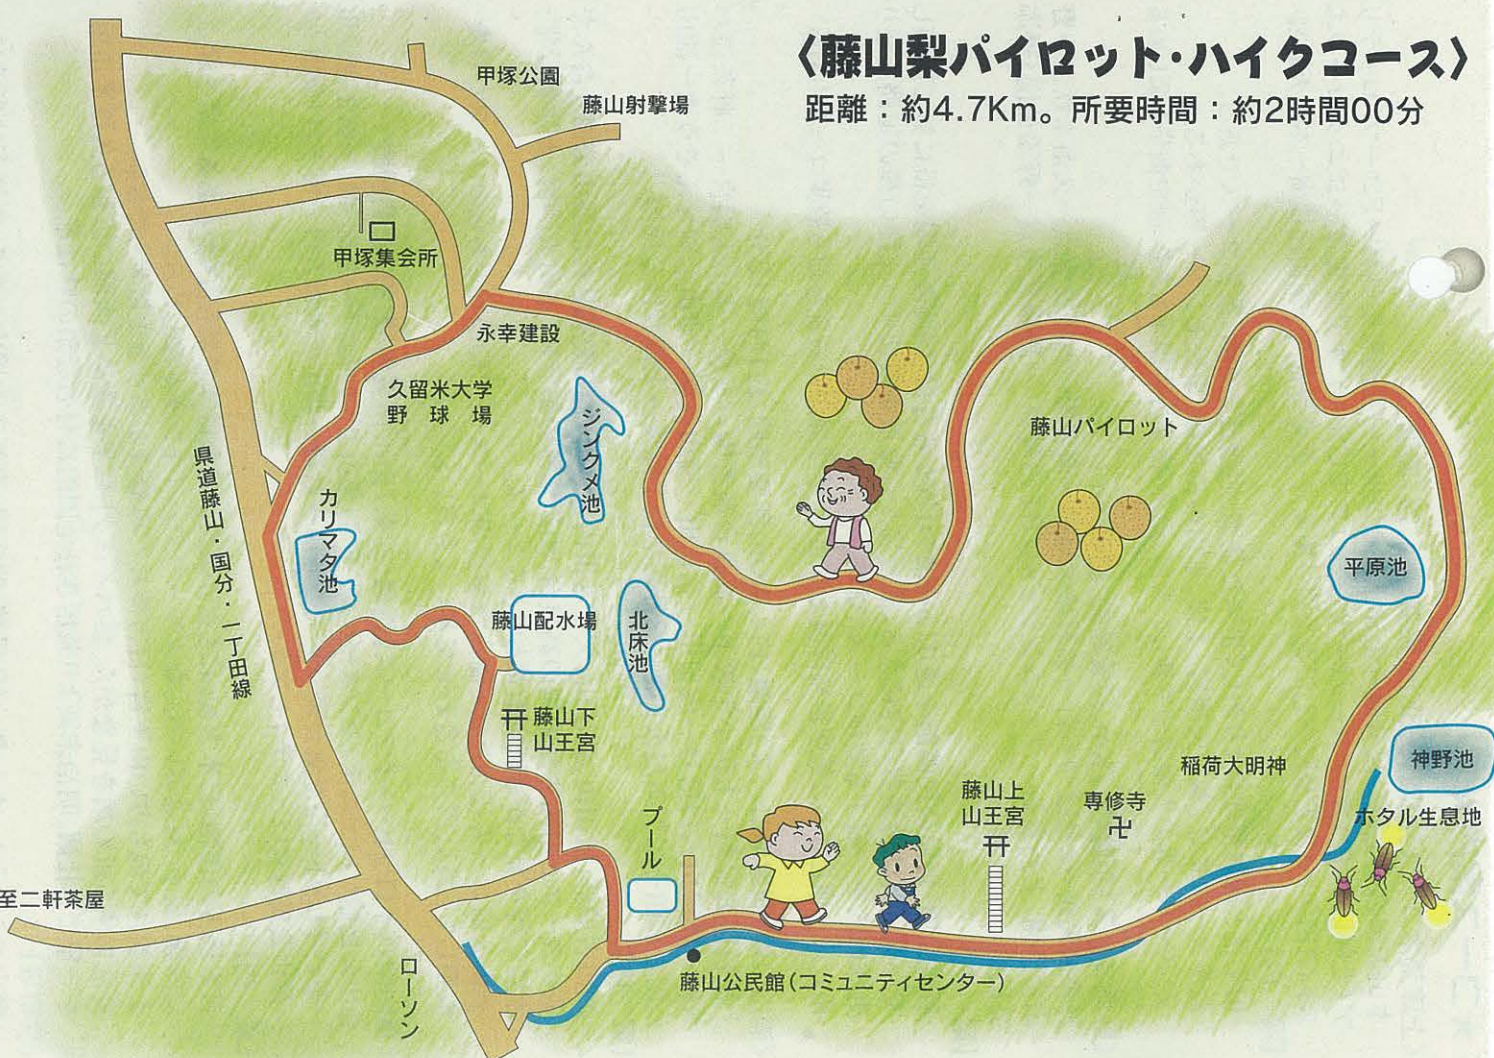 〈藤山梨パイロット・ハイクコース〉
距離：約4.7Km。所要時間：約2時間00分
甲塚公園
藤山射撃場
甲塚集会所
永幸建設
久留米大学
野球場
ジンクメ池
藤山パイロット
県道藤山・国分・一丁田線
カリマタ池
平原池
藤山配水場
北床池
藤山下
山王宮
神野池
稲荷大明神
藤山上
山王宮
専修寺
卍
ホタル生息地
プール
至二軒茶屋
ローソン
藤山公民館（コミュニティセンター）